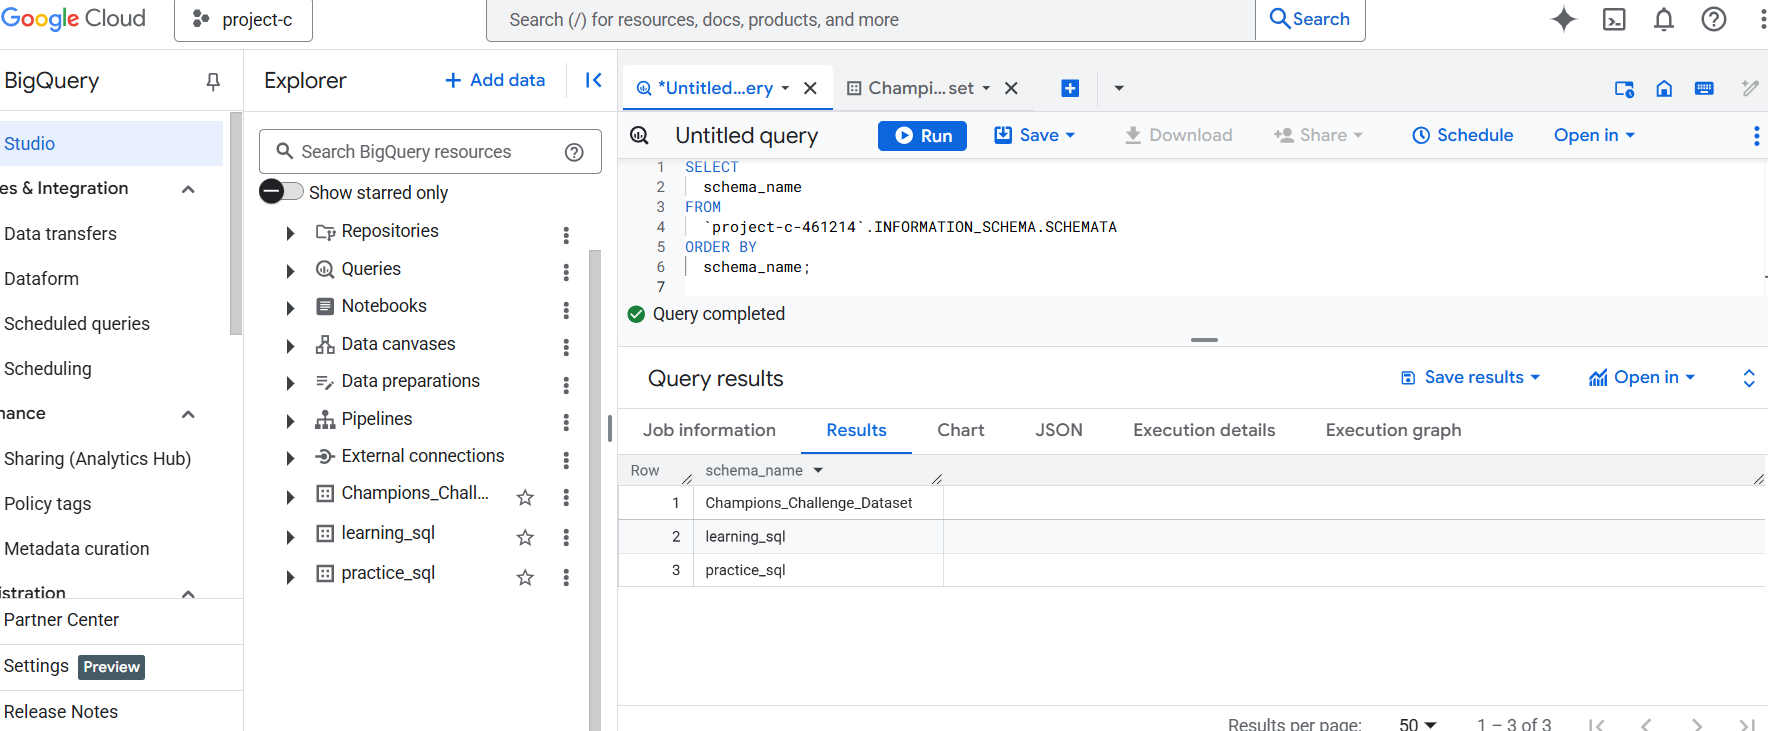 Google Cloud
project-c
Search (/) for resources, docs, products, and more
Search
BigQuery
Studio
es & Integration
Data transfers
Dataform
Scheduled queries
Scheduling
nance
Sharing (Analytics Hub)
Policy tags
Metadata curation
istration
Partner Center
Settings Preview
Release Notes
Explorer
+ Add data
Search BigQuery resources
Show starred only
Repositories
Queries
Notebooks
Data canvases
Data preparations
Pipelines
External connections
Champions_Chall...
learning_sql
practice_sql
*Untitled...ery
Champi...set
Untitled query
Run
Save
Download
Share
Schedule
Open in
1 SELECT
2 schema_name
3 FROM
4 `project-c-461214`.INFORMATION_SCHEMA.SCHEMATA
5 ORDER BY
6 schema_name;
7
Query completed
Query results
Save results
Open in
Job information Results Chart JSON Execution details Execution graph
Row schema_name
1 Champions_Challenge_Dataset
2 learning_sql
3 practice_sql
Results per page: 50 1 – 3 of 3